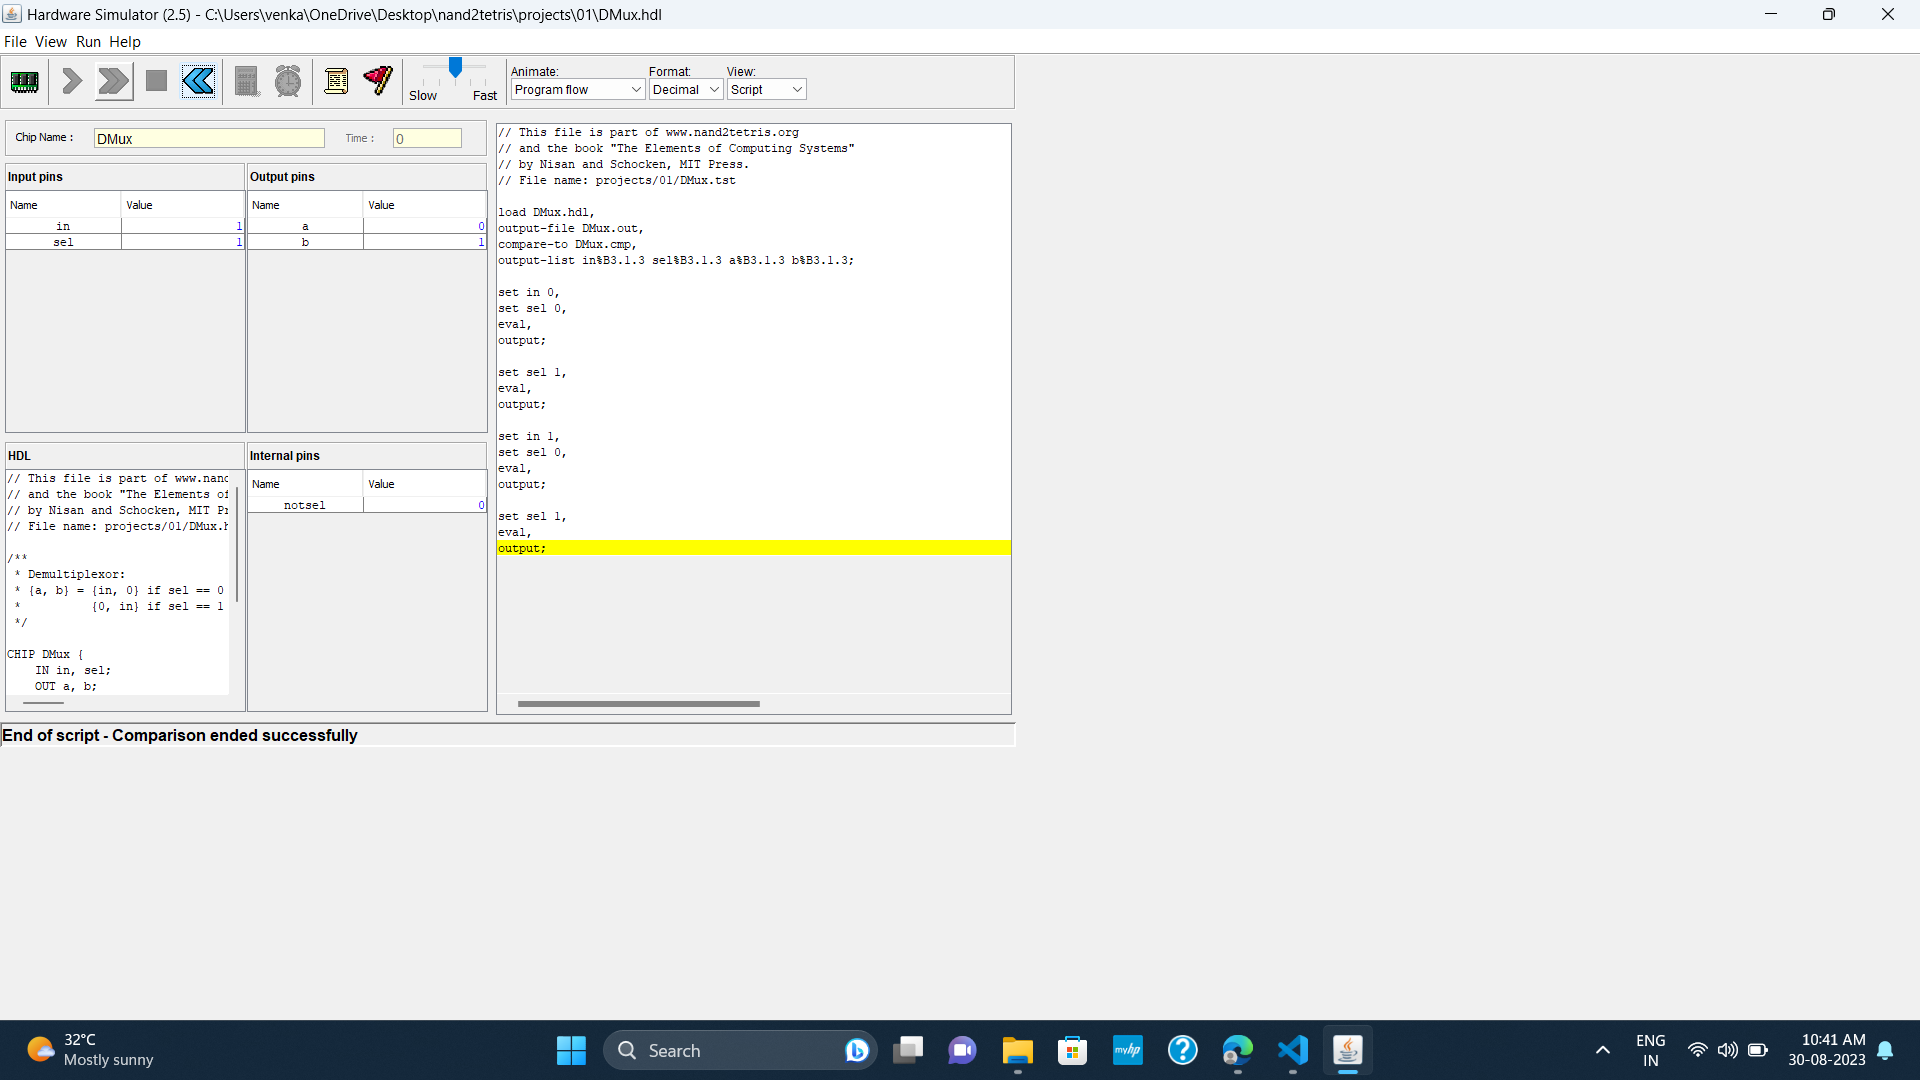 Hardware Simulator (2.5) - C:\Users\venka\OneDrive\Desktop\nand2tetris\projects\01\DMux.hdl
File View Run Help
Slow Fast
Animate: Format: View:
Program flow Decimal Script
Chip Name : DMux Time : 0
Input pins
Name Value
in 1
sel 1
Output pins
Name Value
a 0
b 1
HDL
// This file is part of www.nand
// and the book "The Elements of
// by Nisan and Schocken, MIT Pr
// File name: projects/01/DMux.h
/**
* Demultiplexor:
* {a, b} = {in, 0} if sel == 0
* {0, in} if sel == 1
*/
CHIP DMux {
IN in, sel;
OUT a, b;
Internal pins
Name Value
notsel 0
// This file is part of www.nand2tetris.org
// and the book "The Elements of Computing Systems"
// by Nisan and Schocken, MIT Press.
// File name: projects/01/DMux.tst
load DMux.hdl,
output-file DMux.out,
compare-to DMux.cmp,
output-list in%B3.1.3 sel%B3.1.3 a%B3.1.3 b%B3.1.3;
set in 0,
set sel 0,
eval,
output;
set sel 1,
eval,
output;
set in 1,
set sel 0,
eval,
output;
set sel 1,
eval,
output;
End of script - Comparison ended successfully
32°C
Mostly sunny
Search
myhp
ENG
IN
10:41 AM
30-08-2023